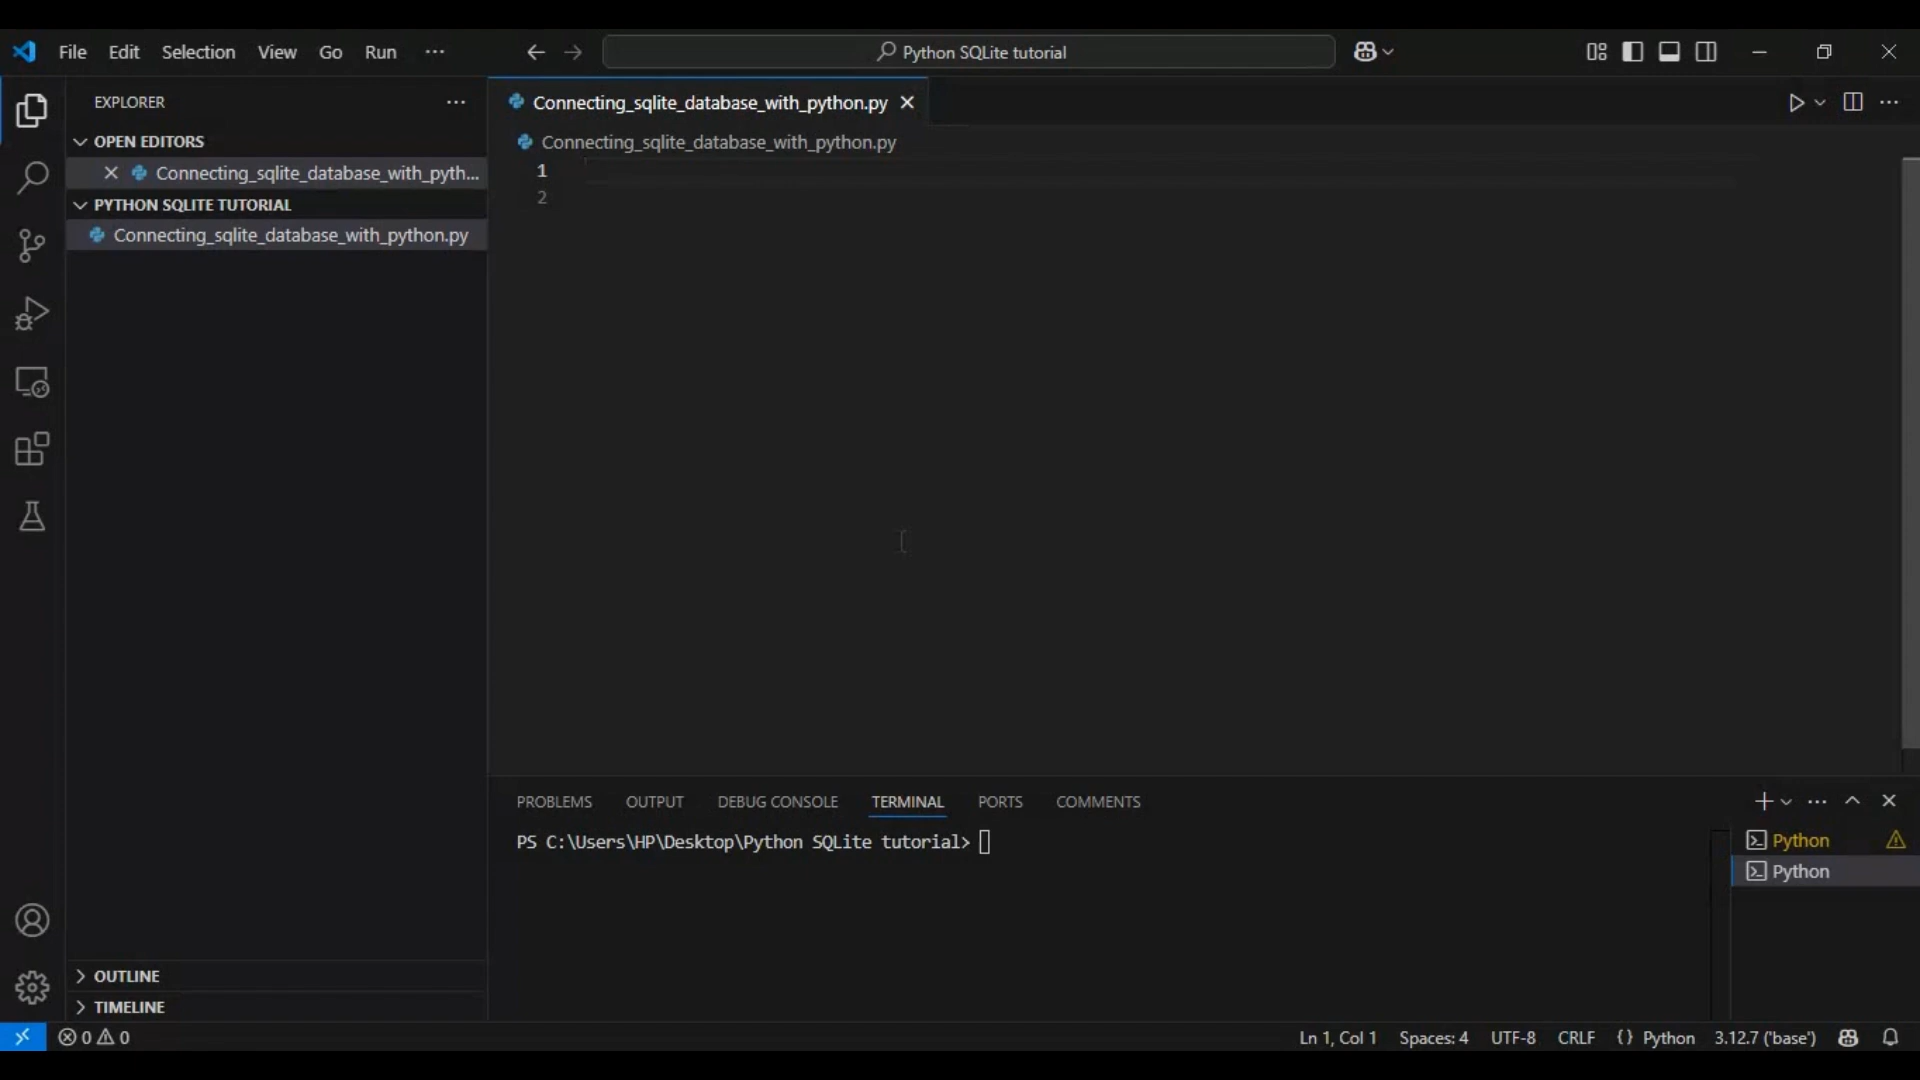 File Edit Selection View Go Run ···
Python SQLite tutorial
EXPLORER ···
OPEN EDITORS
Connecting_sqlite_database_with_pyth...
PYTHON SQLITE TUTORIAL
Connecting_sqlite_database_with_python.py
OUTLINE
TIMELINE
Connecting_sqlite_database_with_python.py
Connecting_sqlite_database_with_python.py
1
2
PROBLEMS OUTPUT DEBUG CONSOLE TERMINAL PORTS COMMENTS
PS C:\Users\HP\Desktop\Python SQLite tutorial>
Python
Python
0 0
Ln 1, Col 1 Spaces: 4 UTF-8 CRLF {} Python 3.12.7 ('base')